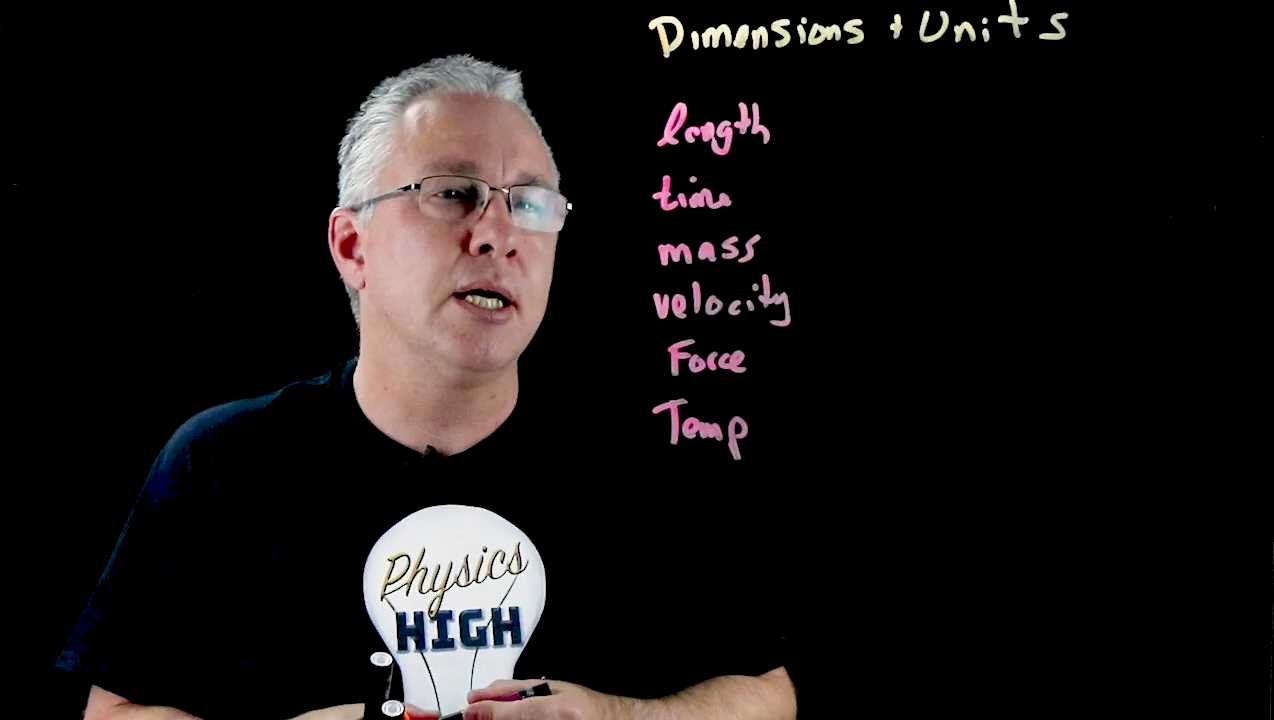 Dimensions + Units
length
time
mass
velocity
Force
Temp
Physics
HIGH